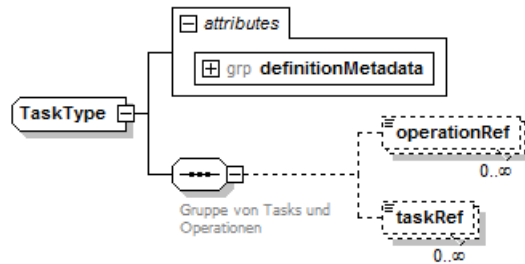 attributes
grp definitionMetadata
TaskType
operationRef
0..∞
Gruppe von Tasks und
Operationen
taskRef
0..∞